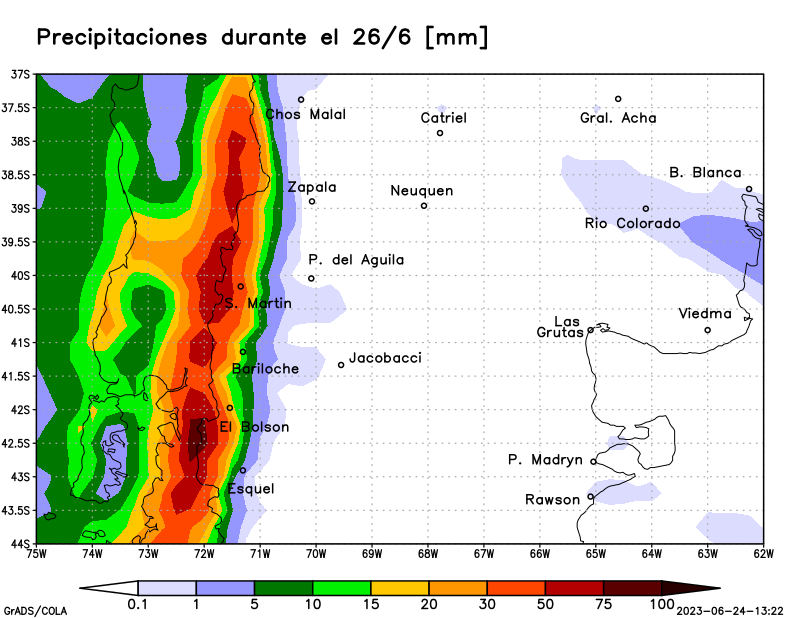 Precipitaciones durante el 26/6 [mm]
37S
37.5S
38S
38.5S
39S
39.5S
40S
40.5S
41S
41.5S
42S
42.5S
43S
43.5S
44S
Chos Malal
Catriel
Gral. Acha
B. Blanca
Zapala
Neuquen
Rio Colorado
P. del Aguila
S. Martin
Viedma
Las
Grutas
Jacobacci
Bariloche
El Bolson
P. Madryn
Esquel
Rawson
75W 74W 73W 72W 71W 70W 69W 68W 67W 66W 65W 64W 63W 62W
0.1 1 5 10 15 20 30 50 75 100
GrADS/COLA
2023-06-24-13:22